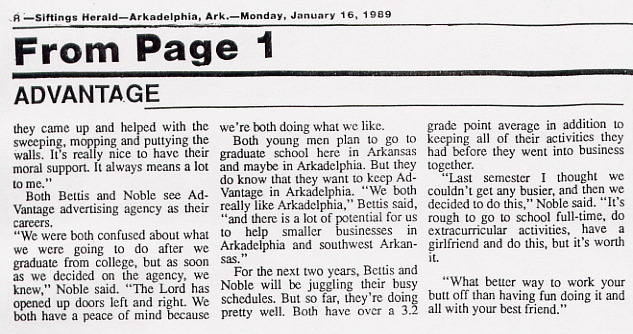 A—Siftings Herald—Arkadelphia, Ark.—Monday, January 16, 1989
From Page 1
ADVANTAGE
they came up and helped with the
sweeping, mopping and puttying the
walls. It's really nice to have their
moral support. It always means a lot
to me."
Both Bettis and Noble see Ad-
Vantage advertising agency as their
careers.
"We were both confused about what
we were going to do after we
graduate from college, but as soon
as we decided on the agency, we
knew," Noble said. "The Lord has
opened up doors left and right. We
both have a peace of mind because
we're both doing what we like.
Both young men plan to go to
graduate school here in Arkansas
and maybe in Arkadelphia. But they
do know that they want to keep Ad-
Vantage in Arkadelphia. "We both
really like Arkadelphia," Bettis said,
"and there is a lot of potential for us
to help smaller businesses in
Arkadelphia and southwest Arkan-
sas."
For the next two years, Bettis and
Noble will be juggling their busy
schedules. But so far, they're doing
pretty well. Both have over a 3.2
grade point average in addition to
keeping all of their activities they
had before they went into business
together.
"Last semester I thought we
couldn't get any busier, and then we
decided to do this," Noble said. "It's
rough to go to school full-time, do
extracurricular activities, have a
girlfriend and do this, but it's worth
it.
"What better way to work your
butt off than having fun doing it and
all with your best friend."